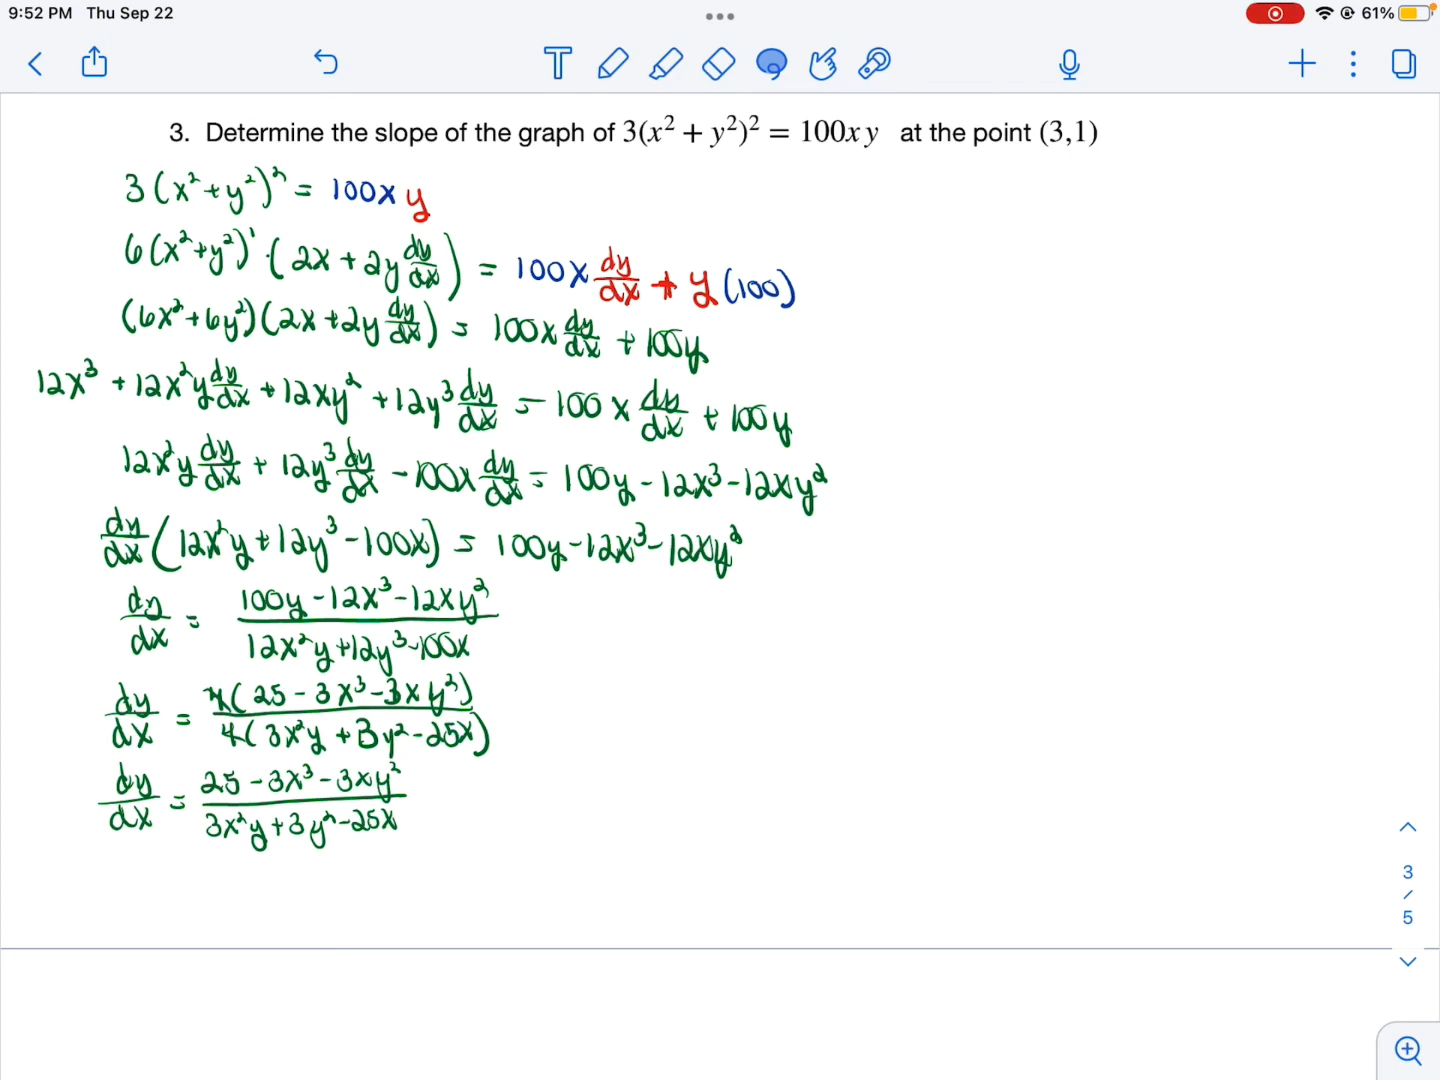 9:52 PM Thu Sep 22
61%
3. Determine the slope of the graph of 3(x² + y²)² = 100xy at the point (3,1)
3(x²+y²)² = 100x y
6(x²+y²)¹ · (2x + 2y dy/dx) = 100x dy/dx + y(100)
(6x²+6y²)(2x+2y dy/dx) = 100x dy/dx + 100y
12x³ + 12x²y dy/dx + 12xy² + 12y³ dy/dx = 100x dy/dx + 100y
12x²y dy/dx + 12y³ dy/dx - 100x dy/dx = 100y - 12x³ - 12xy²
dy/dx (12x²y + 12y³ - 100x) = 100y - 12x³ - 12xy²
dy/dx = (100y - 12x³ - 12xy²)/(12x²y + 12y³ - 100x)
dy/dx = 4(25 - 3x³ - 3xy²)/4(3x²y + 3y² - 25x)
dy/dx = (25 - 3x³ - 3xy²)/(3x²y + 3y² - 25x)
3
/
5